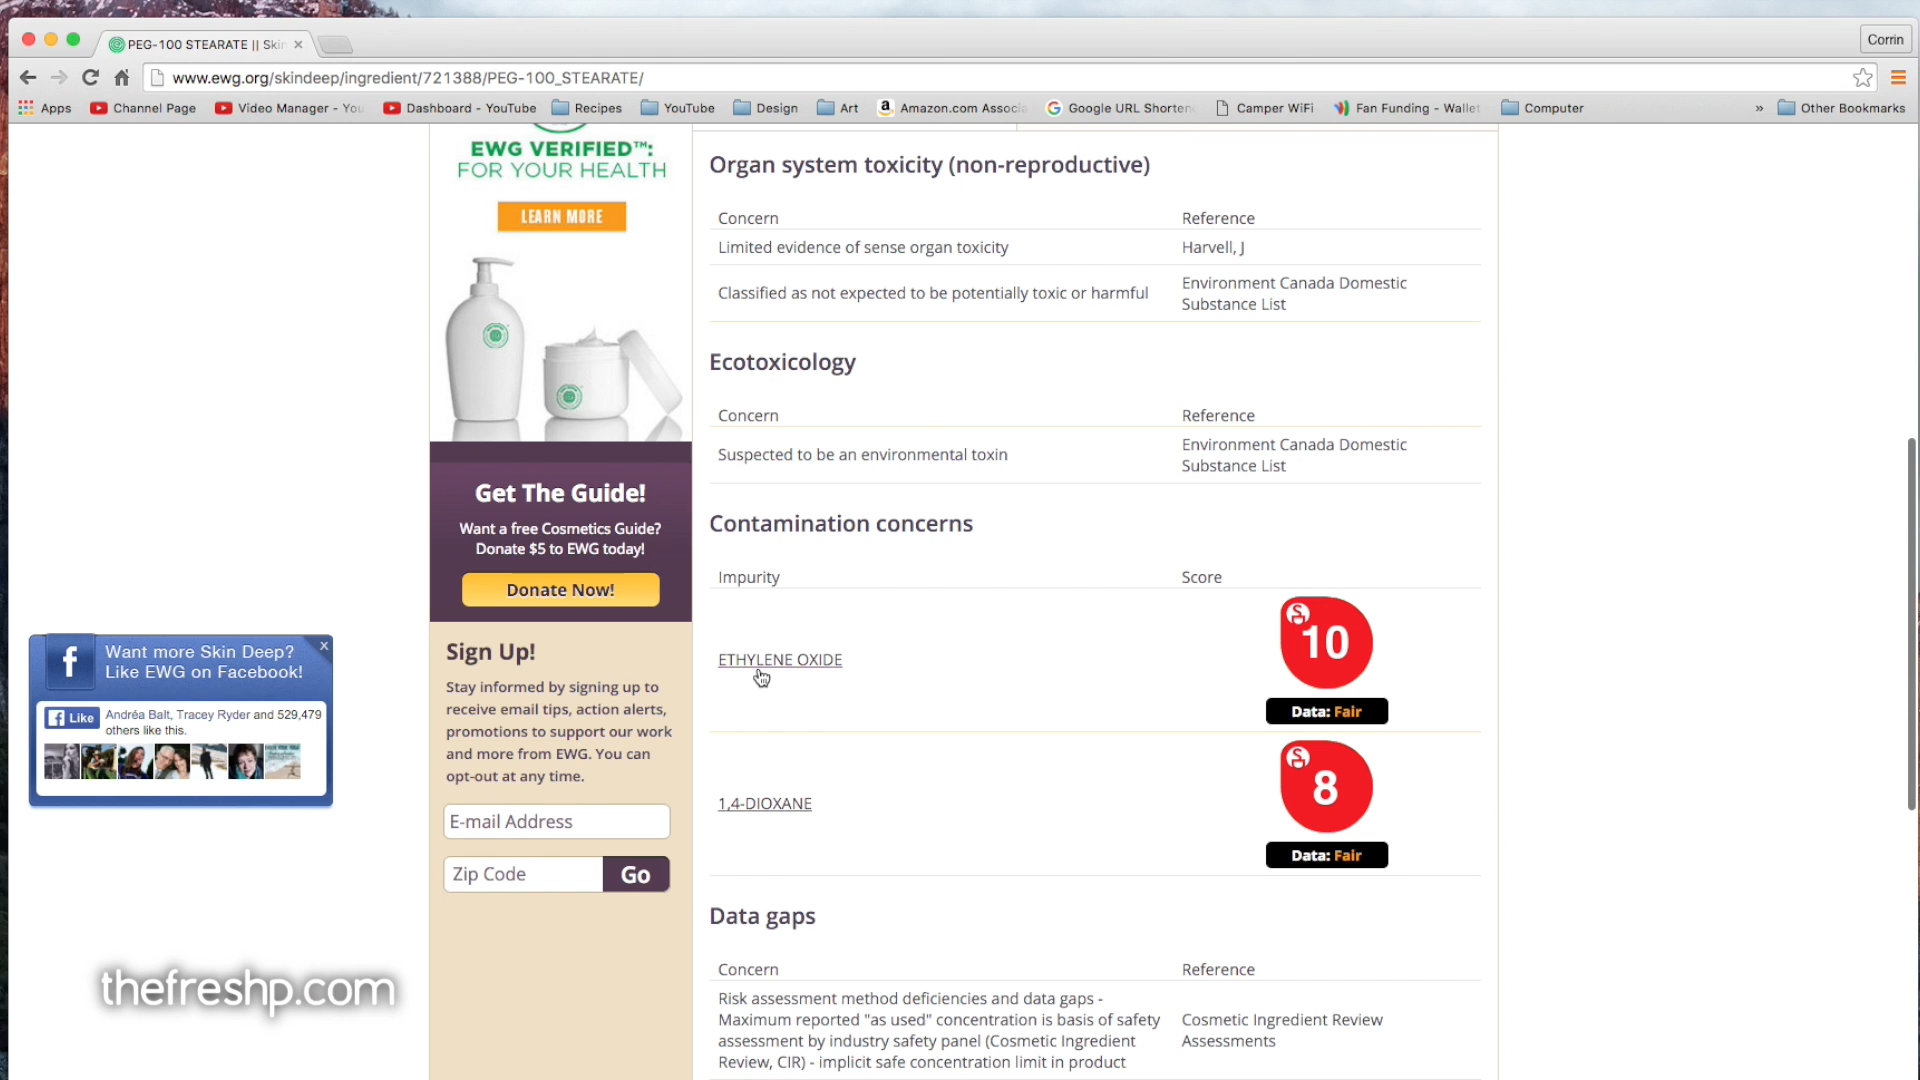 PEG-100 STEARATE || Skin
Corrin
www.ewg.org/skindeep/ingredient/721388/PEG-100_STEARATE/
Apps
Channel Page
Video Manager - You
Dashboard - YouTube
Recipes
YouTube
Design
Art
Amazon.com Associa
Google URL Shorten
Camper WiFi
Fan Funding - Wallet
Computer
»
Other Bookmarks
EWG VERIFIED™:
FOR YOUR HEALTH
LEARN MORE
Get The Guide!
Want a free Cosmetics Guide?
Donate $5 to EWG today!
Donate Now!
Sign Up!
Stay informed by signing up to
receive email tips, action alerts,
promotions to support our work
and more from EWG. You can
opt-out at any time.
E-mail Address
Zip Code
Go
Want more Skin Deep?
Like EWG on Facebook!
Like
Andréa Balt, Tracey Ryder and 529,479
others like this.
thefreshp.com
Organ system toxicity (non-reproductive)
Concern Reference
Limited evidence of sense organ toxicity Harvell, J
Classified as not expected to be potentially toxic or harmful Environment Canada Domestic
Substance List
Ecotoxicology
Concern Reference
Suspected to be an environmental toxin Environment Canada Domestic
Substance List
Contamination concerns
Impurity Score
ETHYLENE OXIDE 10
Data: Fair
1,4-DIOXANE 8
Data: Fair
Data gaps
Concern Reference
Risk assessment method deficiencies and data gaps -
Maximum reported "as used" concentration is basis of safety
assessment by industry safety panel (Cosmetic Ingredient
Review, CIR) - implicit safe concentration limit in product
Cosmetic Ingredient Review
Assessments